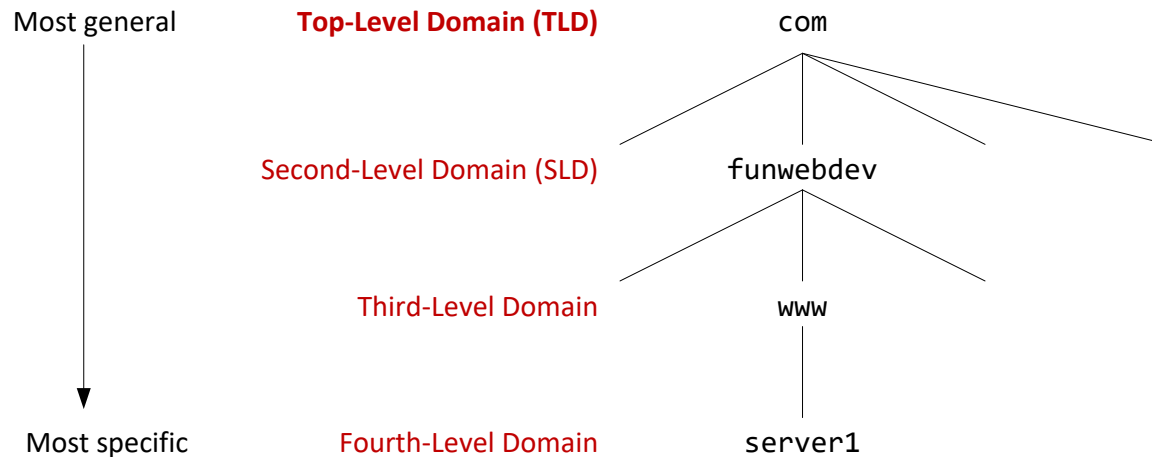 Most general Top-Level Domain (TLD) com
Second-Level Domain (SLD) funwebdev
Third-Level Domain www
Most specific Fourth-Level Domain server1